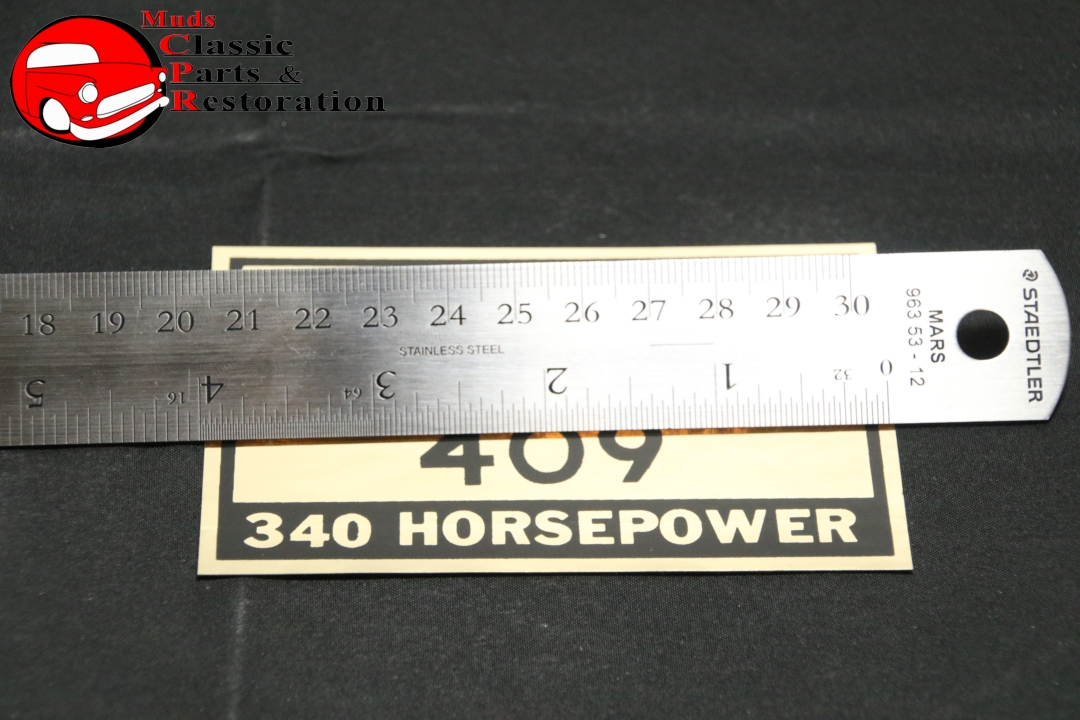 Muds
Classic
Parts &
Restoration
18 19 20 21 22 23 24 25 26 27 28 29 30
STAINLESS STEEL
MARS
963 53 - 12
STAEDTLER
5 16 4 64 3 2 1 32 0
409
340 HORSEPOWER